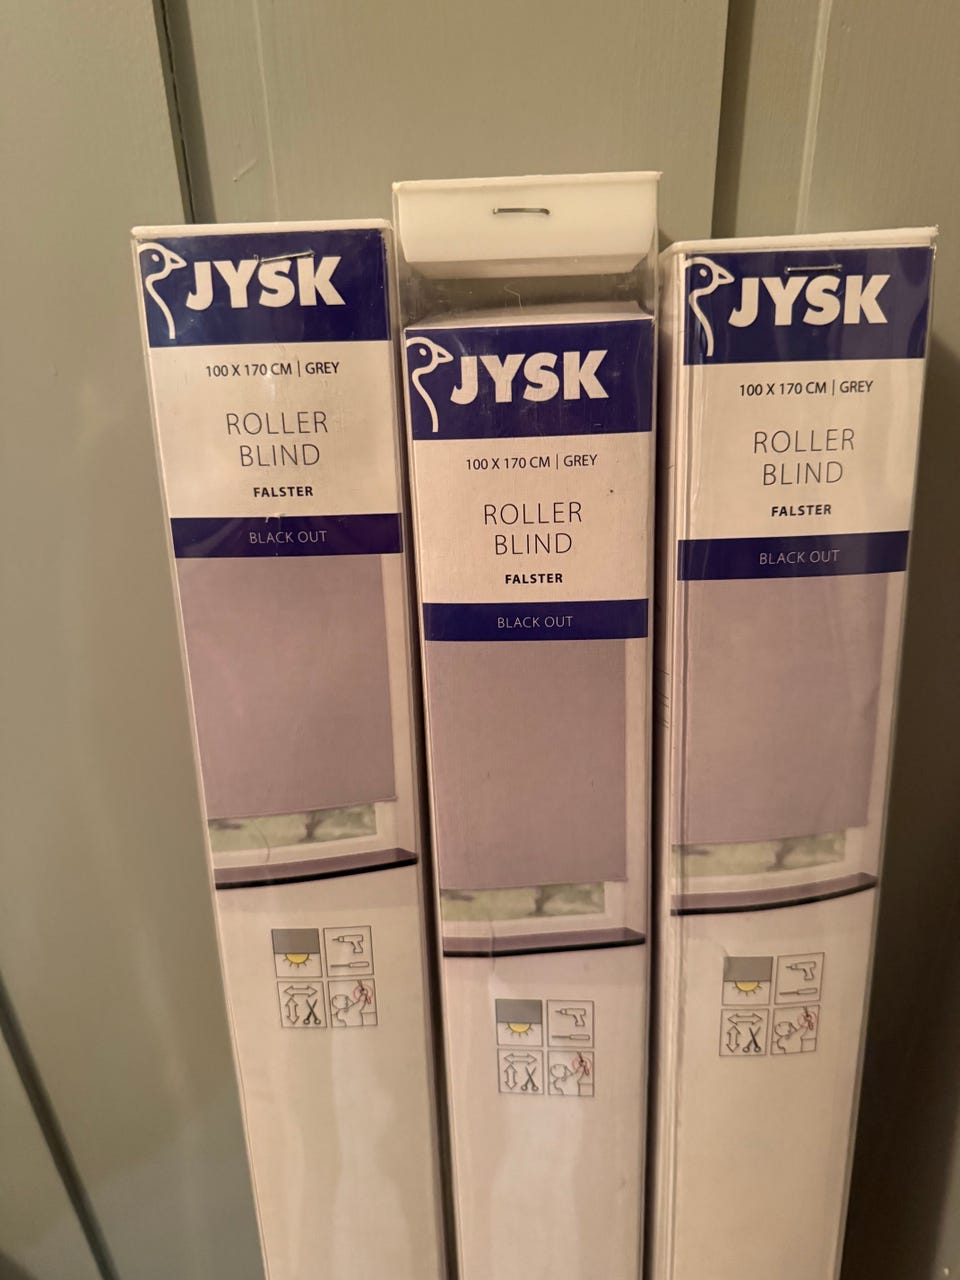 JYSK
100 X 170 CM | GREY
ROLLER
BLIND
FALSTER
BLACK OUT
JYSK
100 X 170 CM | GREY
ROLLER
BLIND
FALSTER
BLACK OUT
JYSK
100 X 170 CM | GREY
ROLLER
BLIND
FALSTER
BLACK OUT